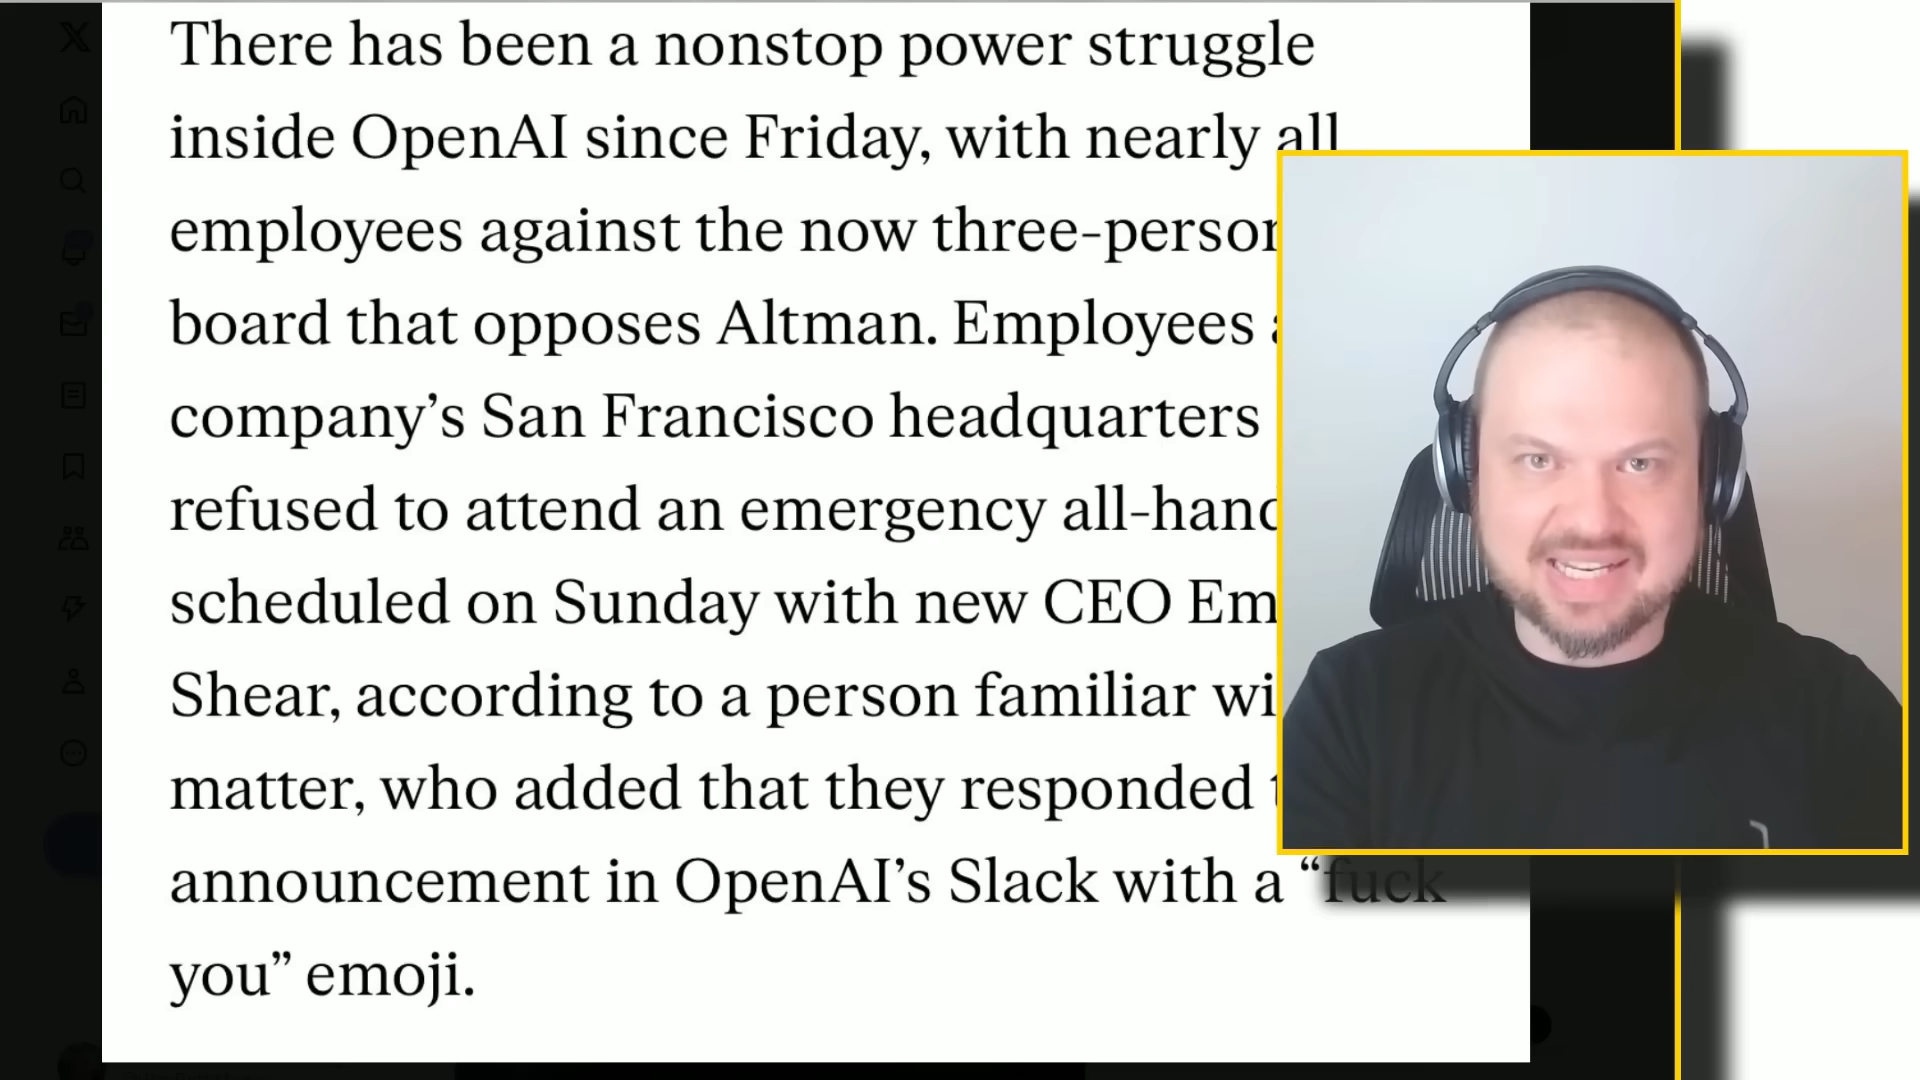 There has been a nonstop power struggle
inside OpenAI since Friday, with nearly all
employees against the now three-person
board that opposes Altman. Employees
company’s San Francisco headquarters
refused to attend an emergency all-hand
scheduled on Sunday with new CEO Em
Shear, according to a person familiar wi
matter, who added that they responded
announcement in OpenAI’s Slack with a “fuck
you” emoji.